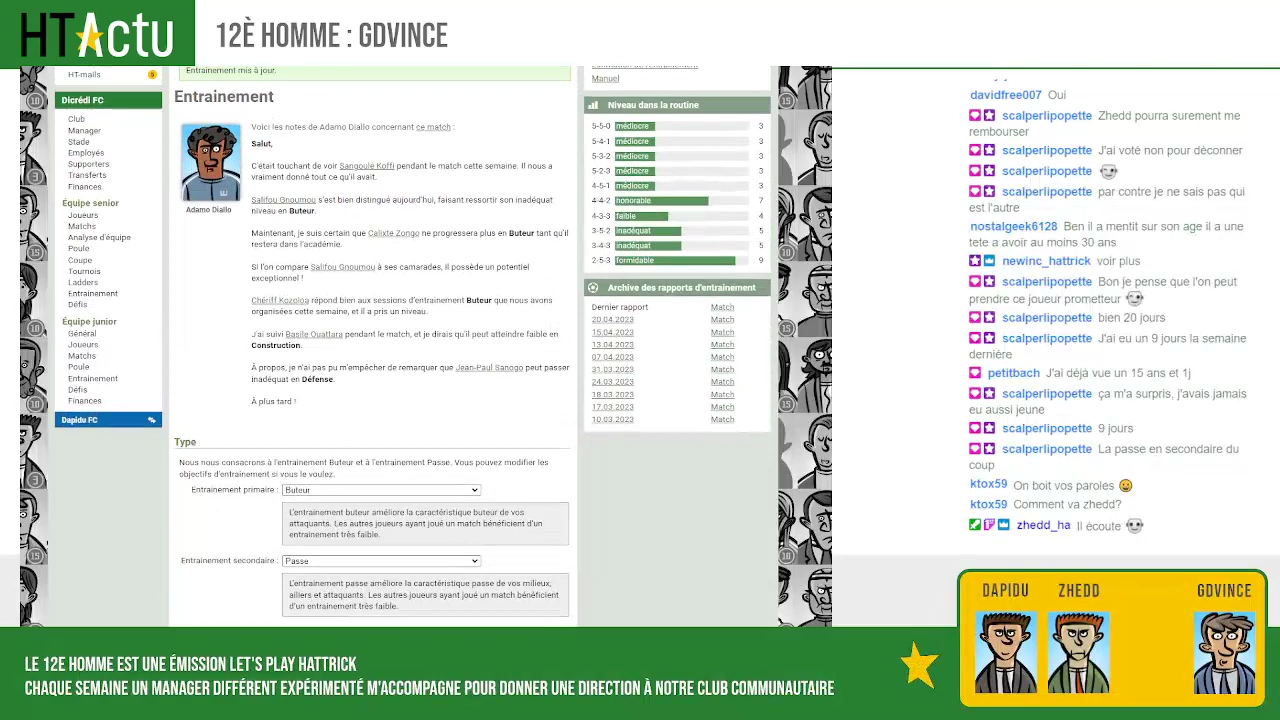 HTActu
12È HOMME : GDVINCE
HT-mails 5
Dicrédi FC
Club
Manager
Stade
Employés
Supporters
Transferts
Finances
Équipe senior
Joueurs
Matchs
Analyse d'équipe
Poule
Coupe
Tournois
Ladders
Entrainement
Défis
Équipe junior
Général
Joueurs
Matchs
Poule
Entrainement
Défis
Finances
Dapidu FC
Entrainement mis à jour.
Entrainement
Adamo Diallo
Voici les notes de Adamo Diallo concernant ce match :
Salut,
C'était touchant de voir Sangoulé Koffi pendant le match cette semaine. Il nous a
vraiment donné tout ce qu'il avait.
Salifou Gnoumou s'est bien distingué aujourd'hui, faisant ressortir son inadéquat
niveau en Buteur.
Maintenant, je suis certain que Calixte Zongo ne progressera plus en Buteur tant qu'il
restera dans l'académie.
Si l'on compare Salifou Gnoumou à ses camarades, il possède un potentiel
exceptionnel !
Chériff Kozoloa répond bien aux sessions d'entrainement Buteur que nous avons
organisées cette semaine, et il a pris un niveau.
J'ai suivi Basile Ouattara pendant le match, et je dirais qu'il peut atteindre faible en
Construction.
À propos, je n'ai pas pu m'empêcher de remarquer que Jean-Paul Sanogo peut passer
inadéquat en Défense.
À plus tard !
Type
Nous nous consacrons à l'entrainement Buteur et à l'entrainement Passe. Vous pouvez modifier les
objectifs d'entrainement si vous le voulez.
Entrainement primaire : Buteur
L'entrainement buteur améliore la caractéristique buteur de vos
attaquants. Les autres joueurs ayant joué un match bénéficient d'un
entrainement très faible.
Entrainement secondaire : Passe
L'entrainement passe améliore la caractéristique passe de vos milieux,
ailiers et attaquants. Les autres joueurs ayant joué un match bénéficient
d'un entrainement très faible.
Manuel
Niveau dans la routine
5-5-0 médiocre 3
5-4-1 médiocre 3
5-3-2 médiocre 3
5-2-3 médiocre 3
4-5-1 médiocre 3
4-4-2 honorable 7
4-3-3 faible 4
3-5-2 inadéquat 5
3-4-3 inadéquat 5
2-5-3 formidable 9
Archive des rapports d'entrainement
Dernier rapport Match
20.04.2023 Match
15.04.2023 Match
13.04.2023 Match
07.04.2023 Match
31.03.2023 Match
24.03.2023 Match
18.03.2023 Match
17.03.2023 Match
10.03.2023 Match
davidfree007 Oui
scalperlipopette Zhedd pourra surement me
rembourser
scalperlipopette J'ai voté non pour déconner
scalperlipopette
scalperlipopette par contre je ne sais pas qui
est l'autre
nostalgeek6128 Ben il a mentit sur son age il a une
tete a avoir au moins 30 ans
newinc_hattrick voir plus
scalperlipopette Bon je pense que l'on peut
prendre ce joueur prometteur
scalperlipopette bien 20 jours
scalperlipopette J'ai eu un 9 jours la semaine
dernière
petitbach J'ai déjà vue un 15 ans et 1j
scalperlipopette ça m'a surpris, j'avais jamais
eu aussi jeune
scalperlipopette 9 jours
scalperlipopette La passe en secondaire du
coup
ktox59 On boit vos paroles
ktox59 Comment va zhedd?
zhedd_ha Il écoute
DAPIDU ZHEDD GDVINCE
LE 12E HOMME EST UNE ÉMISSION LET'S PLAY HATTRICK
CHAQUE SEMAINE UN MANAGER DIFFÉRENT EXPÉRIMENTÉ M'ACCOMPAGNE POUR DONNER UNE DIRECTION À NOTRE CLUB COMMUNAUTAIRE